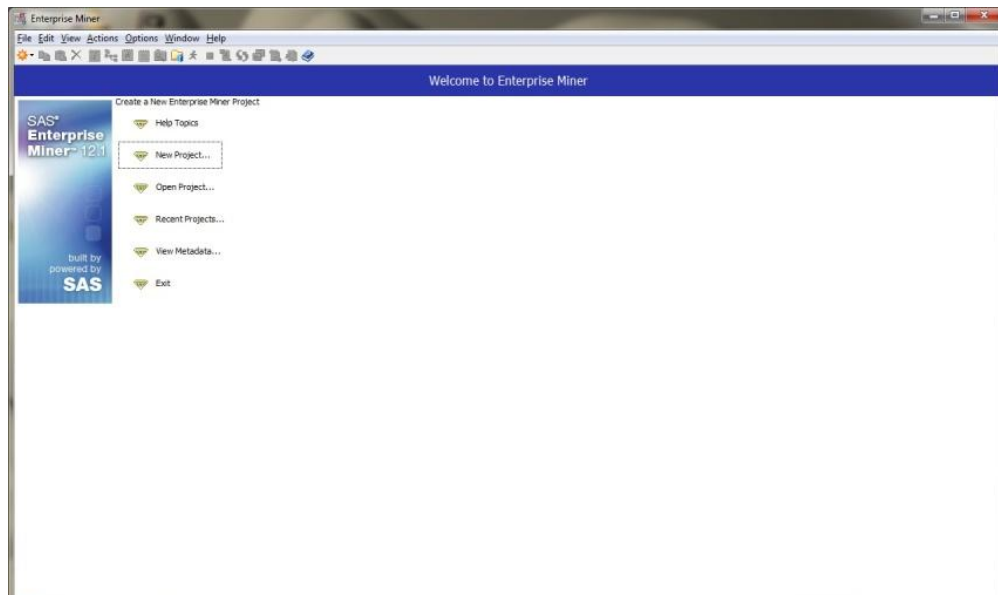 Enterprise Miner
File Edit View Actions Options Window Help
Welcome to Enterprise Miner
Create a New Enterprise Miner Project
SAS®
Enterprise
Miner™ 12.1
built by
powered by
SAS
Help Topics
New Project...
Open Project...
Recent Projects...
View Metadata...
Exit